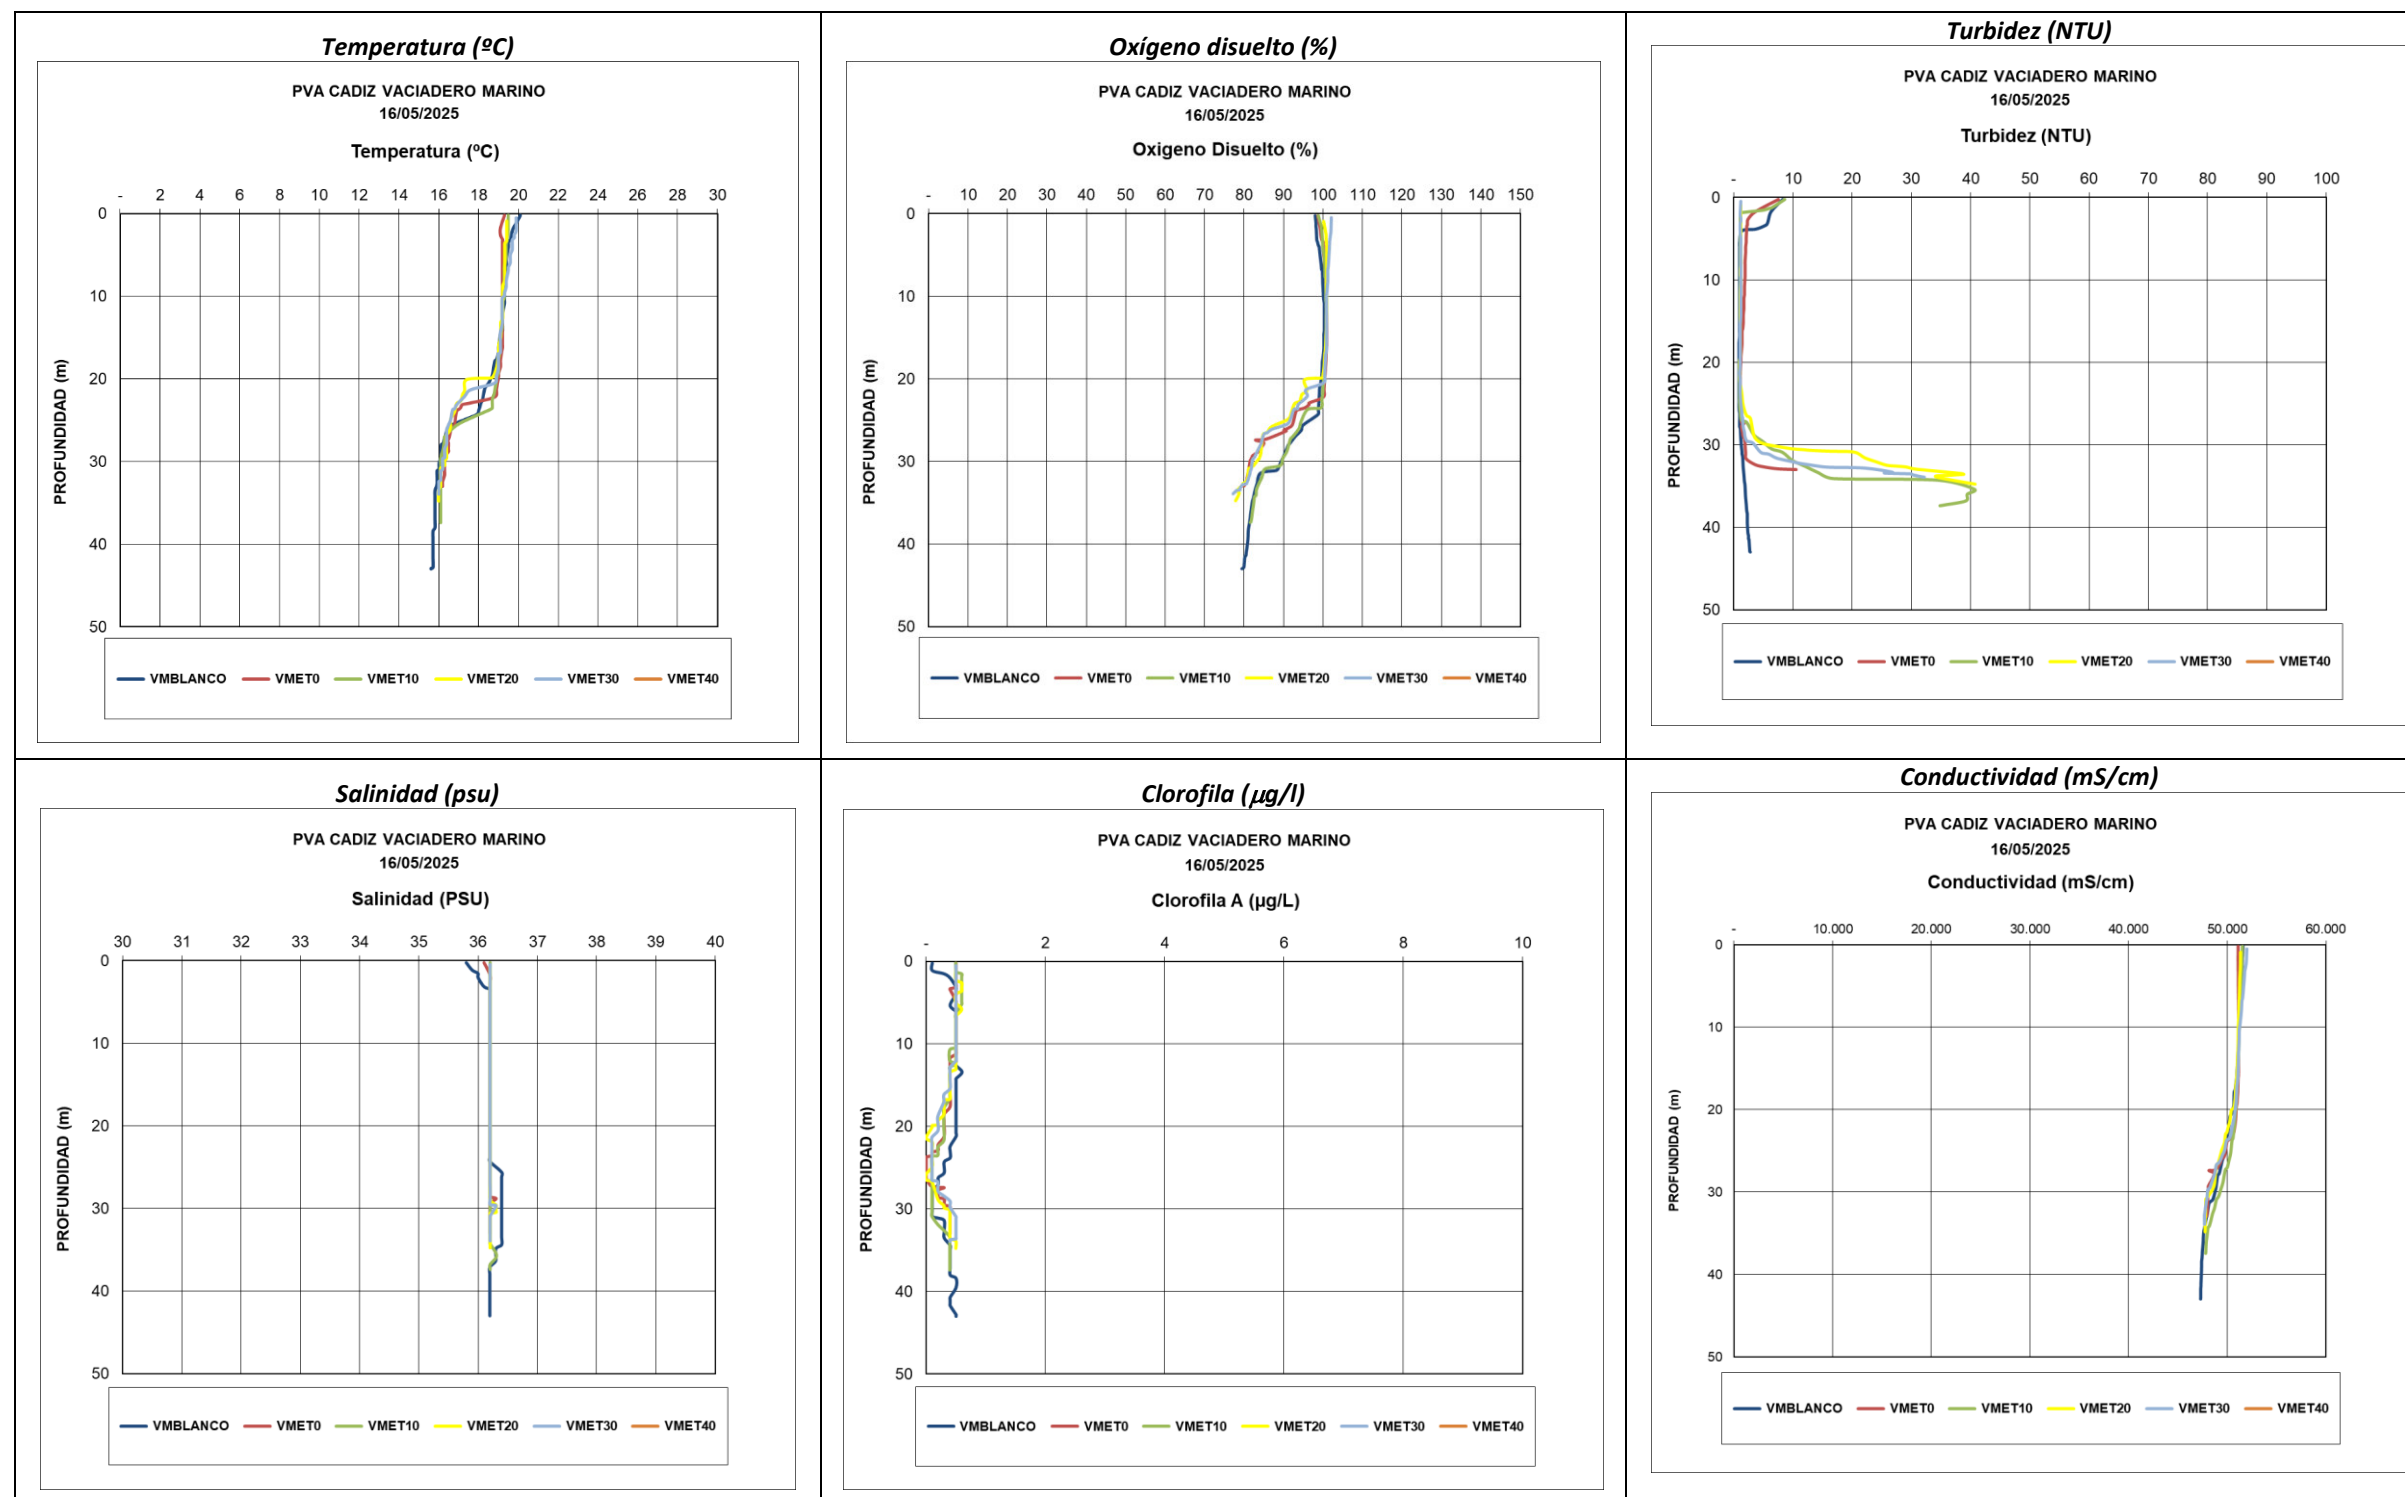 Temperatura (ºC)
PVA CADIZ VACIADERO MARINO
16/05/2025
Temperatura (ºC)
- 2 4 6 8 10 12 14 16 18 20 22 24 26 28 30
0
10
20
30
40
50
PROFUNDIDAD (m)
VMBLANCO VMET0 VMET10 VMET20 VMET30 VMET40
Oxígeno disuelto (%)
PVA CADIZ VACIADERO MARINO
16/05/2025
Oxigeno Disuelto (%)
- 10 20 30 40 50 60 70 80 90 100 110 120 130 140 150
0
10
20
30
40
50
PROFUNDIDAD (m)
VMBLANCO VMET0 VMET10 VMET20 VMET30 VMET40
Turbidez (NTU)
PVA CADIZ VACIADERO MARINO
16/05/2025
Turbidez (NTU)
- 10 20 30 40 50 60 70 80 90 100
0
10
20
30
40
50
PROFUNDIDAD (m)
VMBLANCO VMET0 VMET10 VMET20 VMET30 VMET40
Salinidad (psu)
PVA CADIZ VACIADERO MARINO
16/05/2025
Salinidad (PSU)
30 31 32 33 34 35 36 37 38 39 40
0
10
20
30
40
50
PROFUNDIDAD (m)
VMBLANCO VMET0 VMET10 VMET20 VMET30 VMET40
Clorofila (µg/l)
PVA CADIZ VACIADERO MARINO
16/05/2025
Clorofila A (µg/L)
- 2 4 6 8 10
0
10
20
30
40
50
PROFUNDIDAD (m)
VMBLANCO VMET0 VMET10 VMET20 VMET30 VMET40
Conductividad (mS/cm)
PVA CADIZ VACIADERO MARINO
16/05/2025
Conductividad (mS/cm)
- 10.000 20.000 30.000 40.000 50.000 60.000
0
10
20
30
40
50
PROFUNDIDAD (m)
VMBLANCO VMET0 VMET10 VMET20 VMET30 VMET40